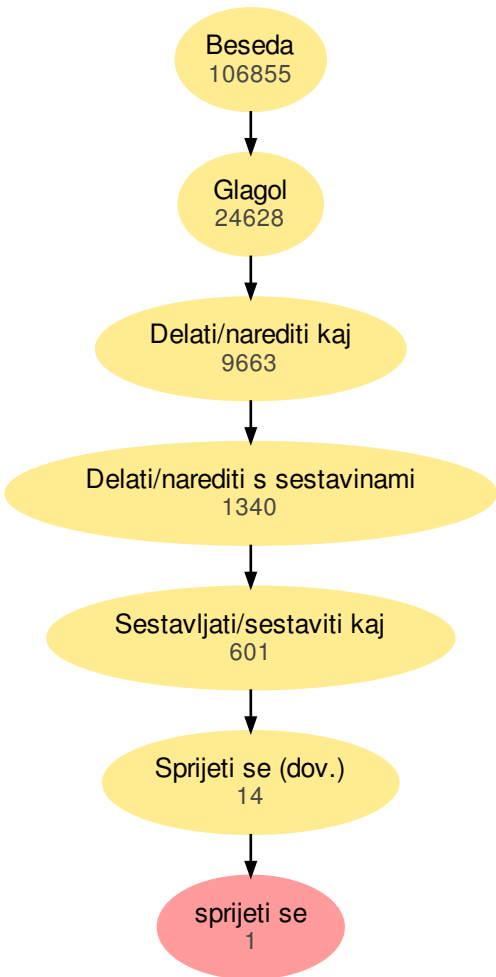 Beseda
106855
Glagol
24628
Delati/narediti kaj
9663
Delati/narediti s sestavinami
1340
Sestavljati/sestaviti kaj
601
Sprijeti se (dov.)
14
sprijeti se
1